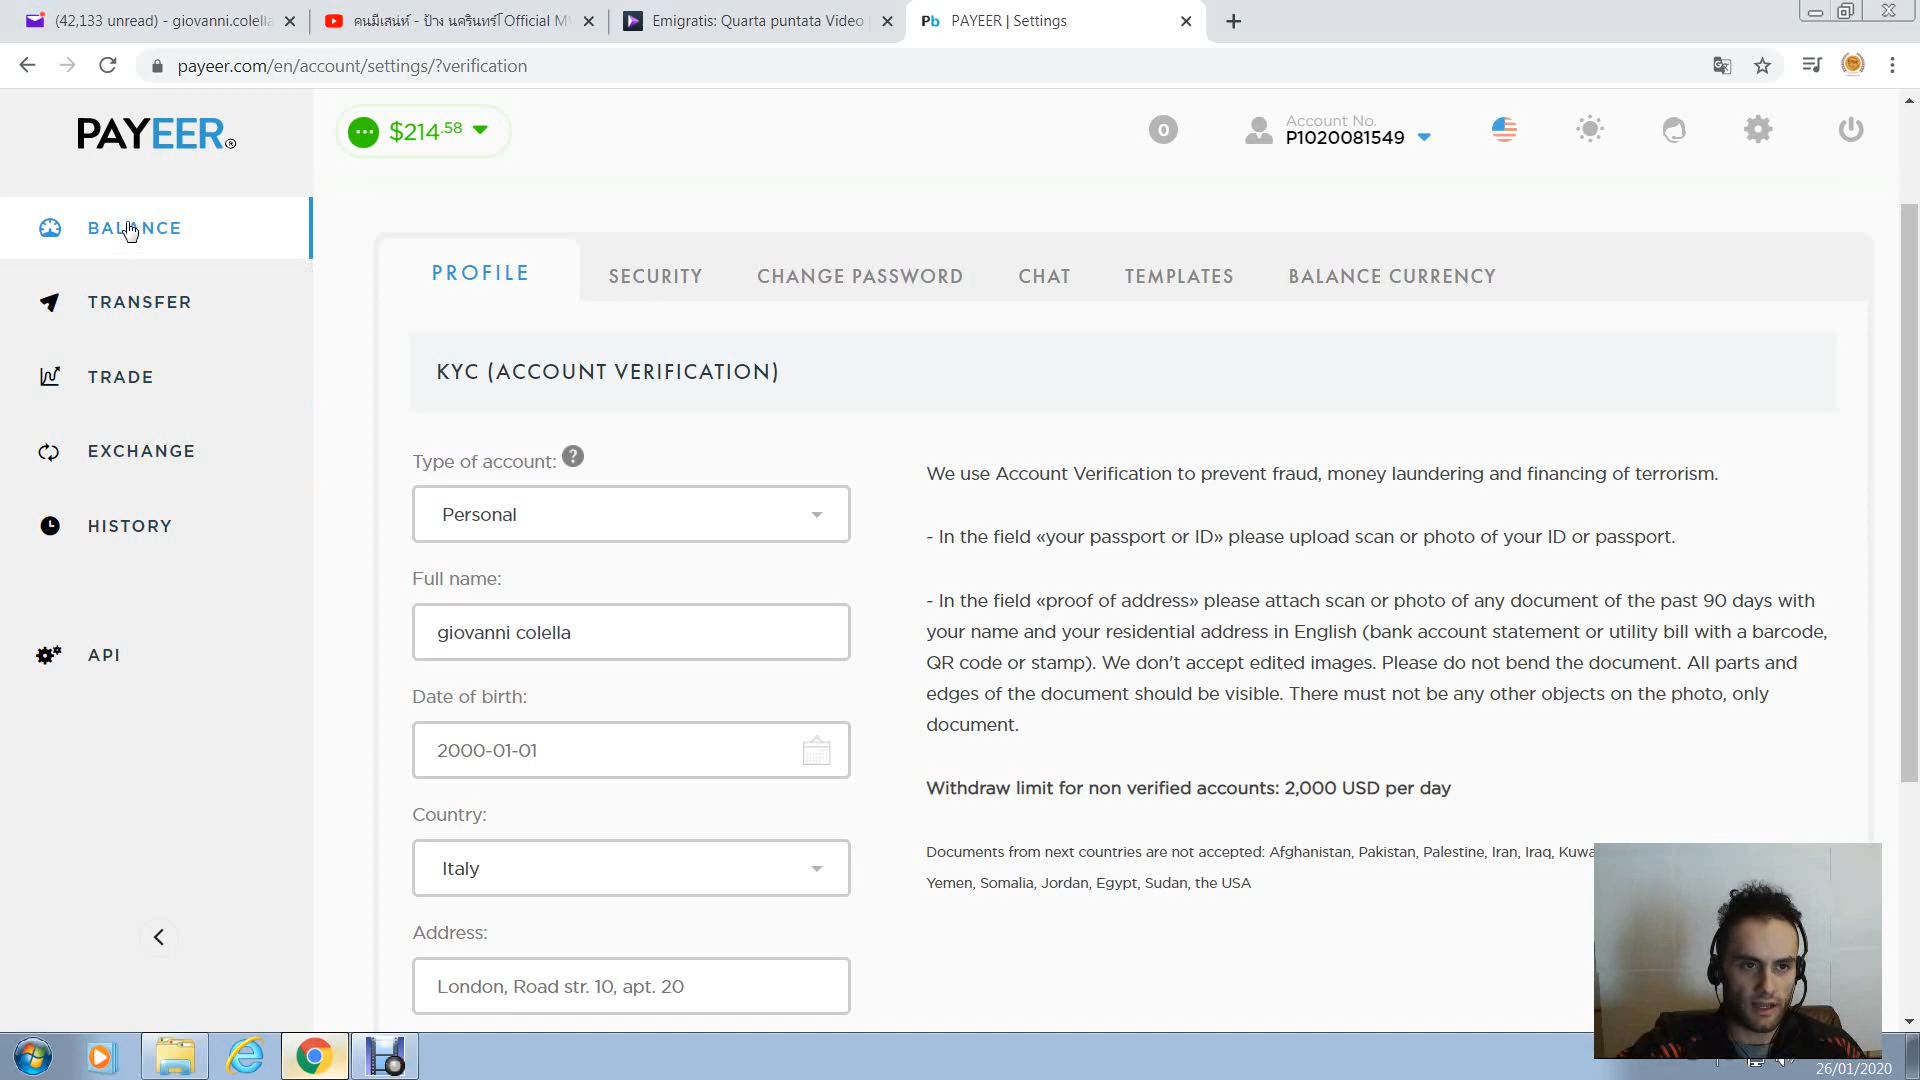 (42,133 unread) - giovanni.colella
คนมีเสน่ห์ - ป้าง นครินทร์ [Official M
Emigratis: Quarta puntata Video
Pb PAYEER | Settings
payeer.com/en/account/settings/?verification
PAYEER®
$214.58
0
Account No.
P1020081549
BALANCE
TRANSFER
TRADE
EXCHANGE
HISTORY
API
PROFILE
SECURITY
CHANGE PASSWORD
CHAT
TEMPLATES
BALANCE CURRENCY
KYC (ACCOUNT VERIFICATION)
Type of account: ?
Personal
Full name:
giovanni colella
Date of birth:
2000-01-01
Country:
Italy
Address:
London, Road str. 10, apt. 20
We use Account Verification to prevent fraud, money laundering and financing of terrorism.
- In the field «your passport or ID» please upload scan or photo of your ID or passport.
- In the field «proof of address» please attach scan or photo of any document of the past 90 days with
your name and your residential address in English (bank account statement or utility bill with a barcode,
QR code or stamp). We don't accept edited images. Please do not bend the document. All parts and
edges of the document should be visible. There must not be any other objects on the photo, only
document.
Withdraw limit for non verified accounts: 2,000 USD per day
Documents from next countries are not accepted: Afghanistan, Pakistan, Palestine, Iran, Iraq, Kuwa
Yemen, Somalia, Jordan, Egypt, Sudan, the USA
26/01/2020